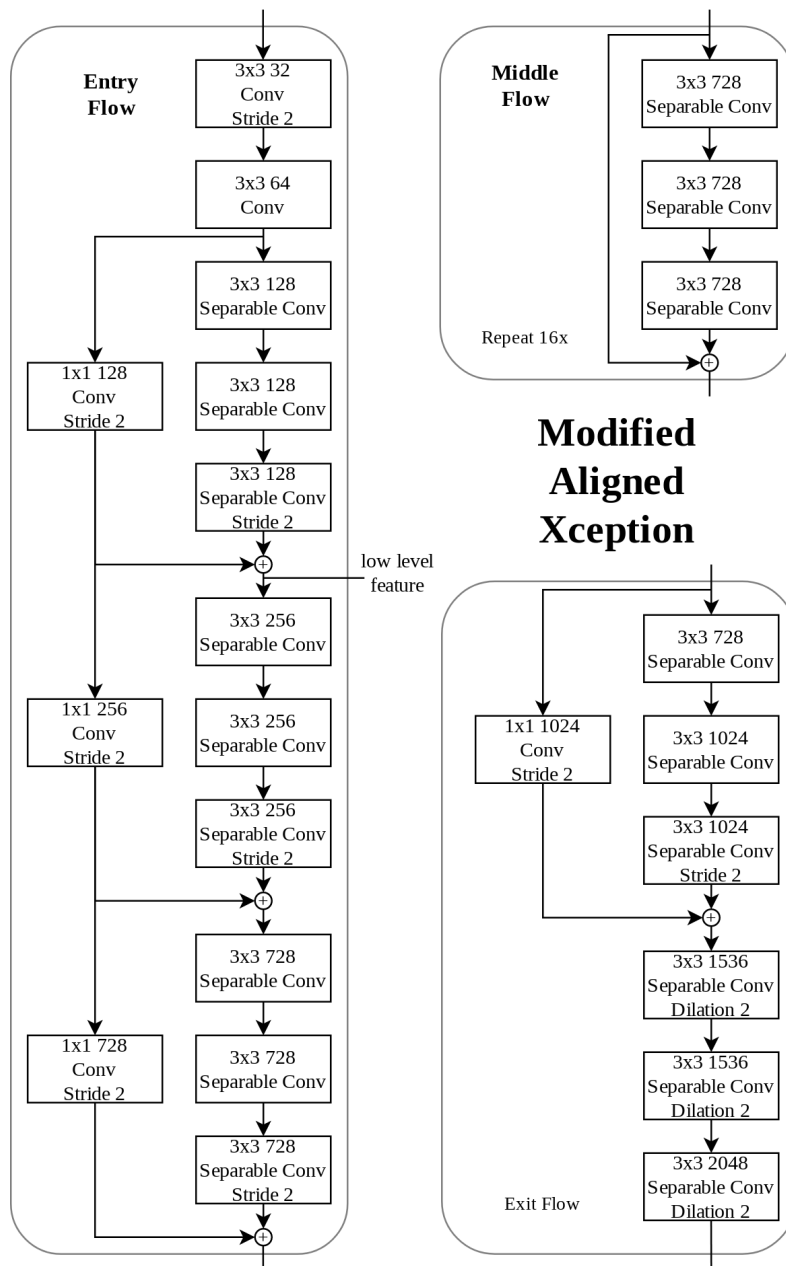 Entry
Flow
3x3 32
Conv
Stride 2
3x3 64
Conv
3x3 128
Separable Conv
1x1 128
Conv
Stride 2
3x3 128
Separable Conv
3x3 128
Separable Conv
Stride 2
+
low level
feature
3x3 256
Separable Conv
1x1 256
Conv
Stride 2
3x3 256
Separable Conv
3x3 256
Separable Conv
Stride 2
+
3x3 728
Separable Conv
1x1 728
Conv
Stride 2
3x3 728
Separable Conv
3x3 728
Separable Conv
Stride 2
+
Middle
Flow
3x3 728
Separable Conv
3x3 728
Separable Conv
3x3 728
Separable Conv
Repeat 16x
+
Modified
Aligned
Xception
3x3 728
Separable Conv
1x1 1024
Conv
Stride 2
3x3 1024
Separable Conv
3x3 1024
Separable Conv
Stride 2
+
3x3 1536
Separable Conv
Dilation 2
3x3 1536
Separable Conv
Dilation 2
3x3 2048
Separable Conv
Dilation 2
Exit Flow